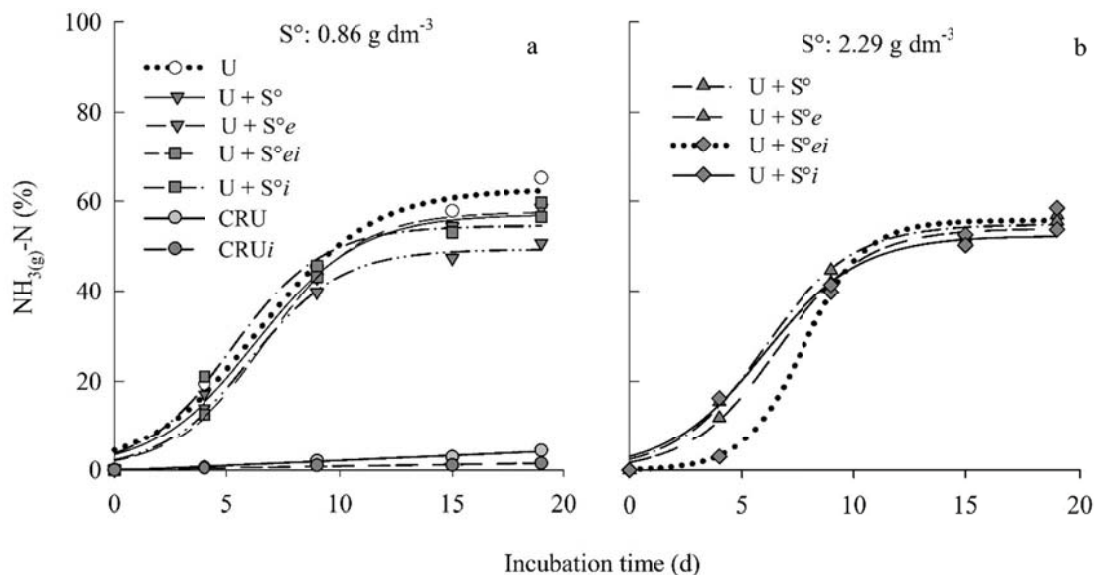 S°: 0.86 g dm⁻³
a
U
U + S°
U + S°e
U + S°ei
U + S°i
CRU
CRUi
NH₃₍g₎-N (%)
100
80
60
40
20
0
0 5 10 15 20
S°: 2.29 g dm⁻³
b
U + S°
U + S°e
U + S°ei
U + S°i
0 5 10 15 20
Incubation time (d)